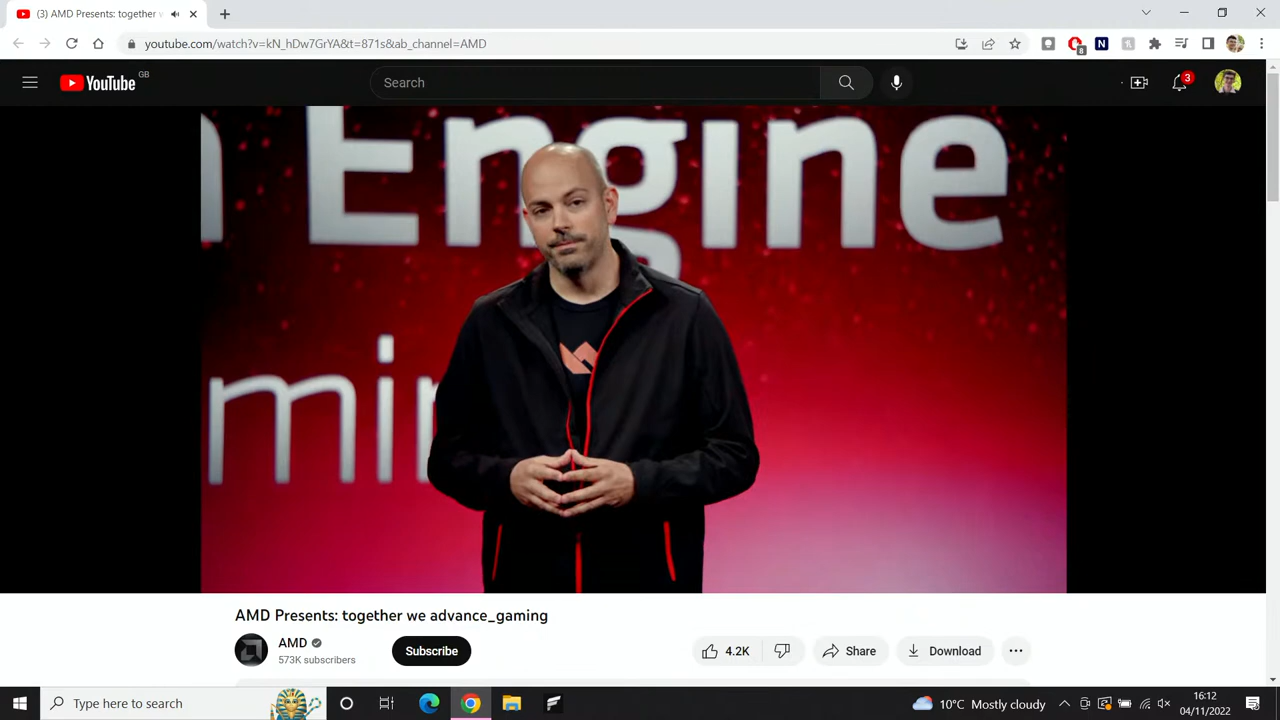 (3) AMD Presents: together
youtube.com/watch?v=kN_hDw7GrYA&t=871s&ab_channel=AMD
YouTube
GB
Search
3
Engine
AMD Presents: together we advance_gaming
AMD
573K subscribers
Subscribe
4.2K
Share
Download
Type here to search
10°C Mostly cloudy
16:12
04/11/2022
8
N